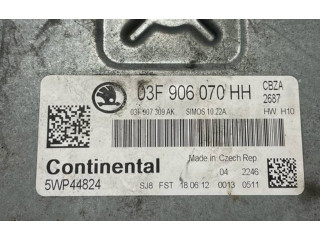 03F 906 070 HH CBZA
2687
03F 907 309 AK SIMOS 10.22A HW H10
Continental
5WP44824
Made in Czech Rep
04 2246
SJ8 FST 18.06.12 0013 0511